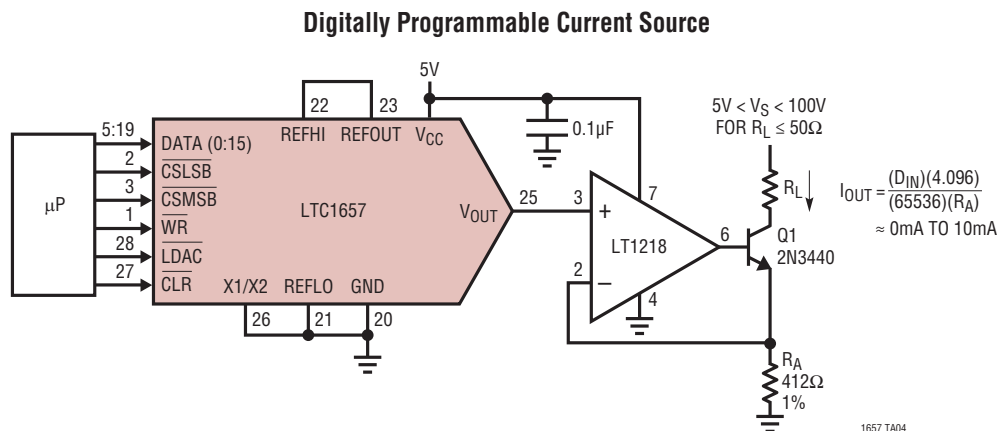 Digitally Programmable Current Source
5V
22
23
5:19
2
3
1
28
27
µP
DATA (0:15)
CSLSB
CSMSB
WR
LDAC
CLR
REFHI
REFOUT
VCC
LTC1657
VOUT
X1/X2
REFLO
GND
26
21
20
0.1µF
25
3
+
2
–
LT1218
7
6
4
5V < VS < 100V
FOR RL ≤ 50Ω
RL
Q1
2N3440
RA
412Ω
1%
IOUT = (DIN)(4.096)
(65536)(RA)
≈ 0mA TO 10mA
1657 TA04